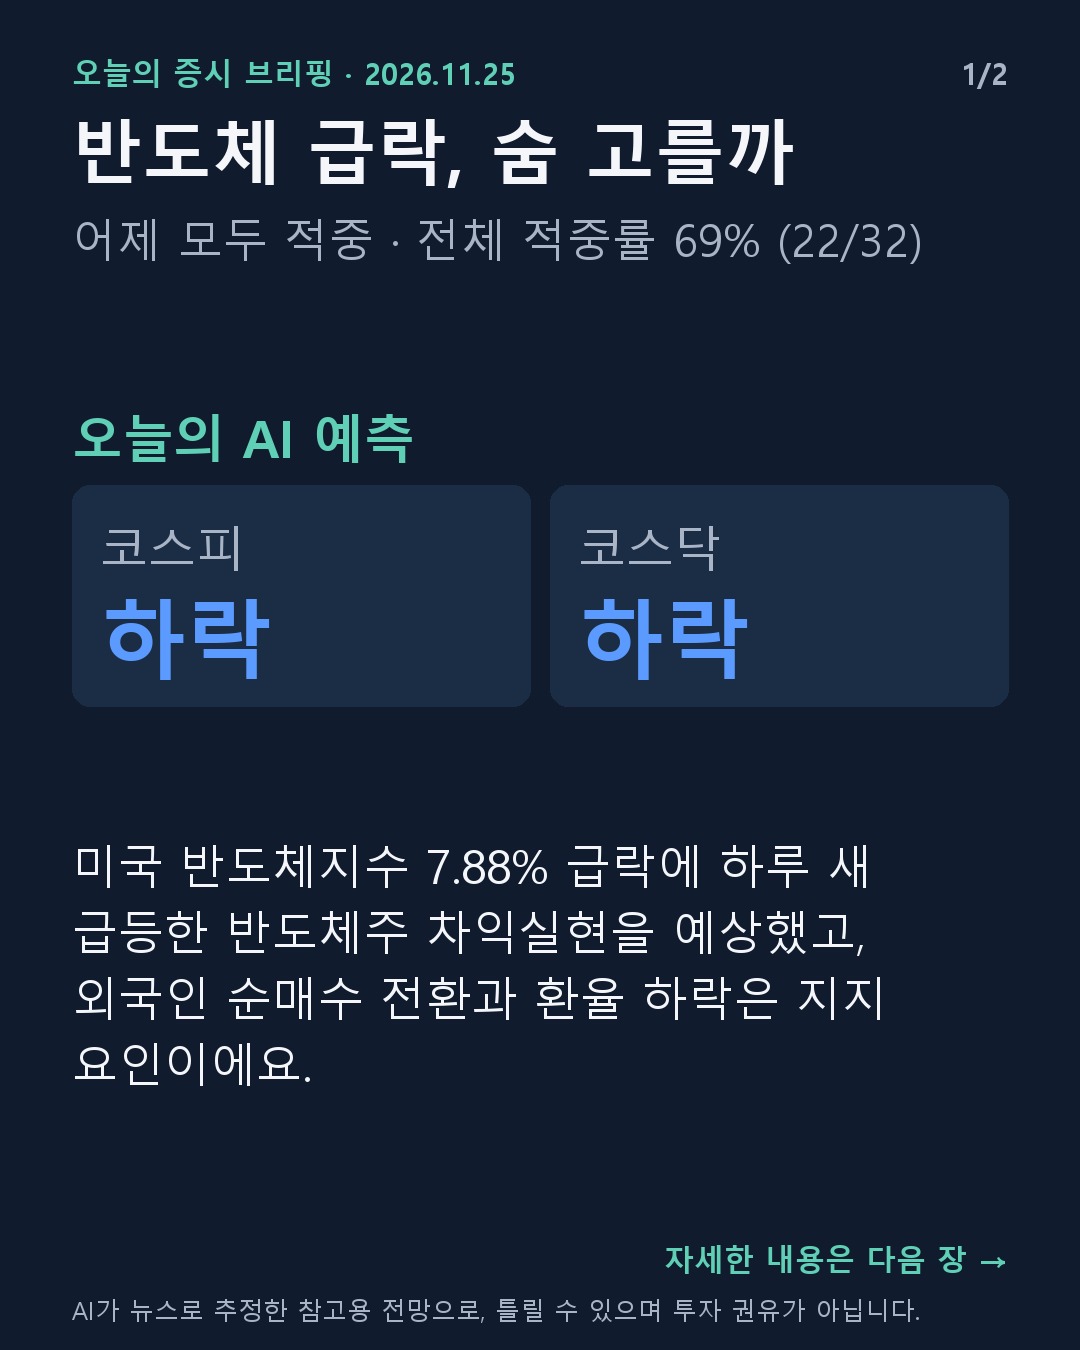 오늘의 증시 브리핑 · 2026.11.25
1/2
반도체 급락, 숨 고를까
어제 모두 적중 · 전체 적중률 69% (22/32)
오늘의 AI 예측
코스피
하락
코스닥
하락
미국 반도체지수 7.88% 급락에 하루 새
급등한 반도체주 차익실현을 예상했고,
외국인 순매수 전환과 환율 하락은 지지
요인이에요.
자세한 내용은 다음 장 →
AI가 뉴스로 추정한 참고용 전망으로, 틀릴 수 있으며 투자 권유가 아닙니다.